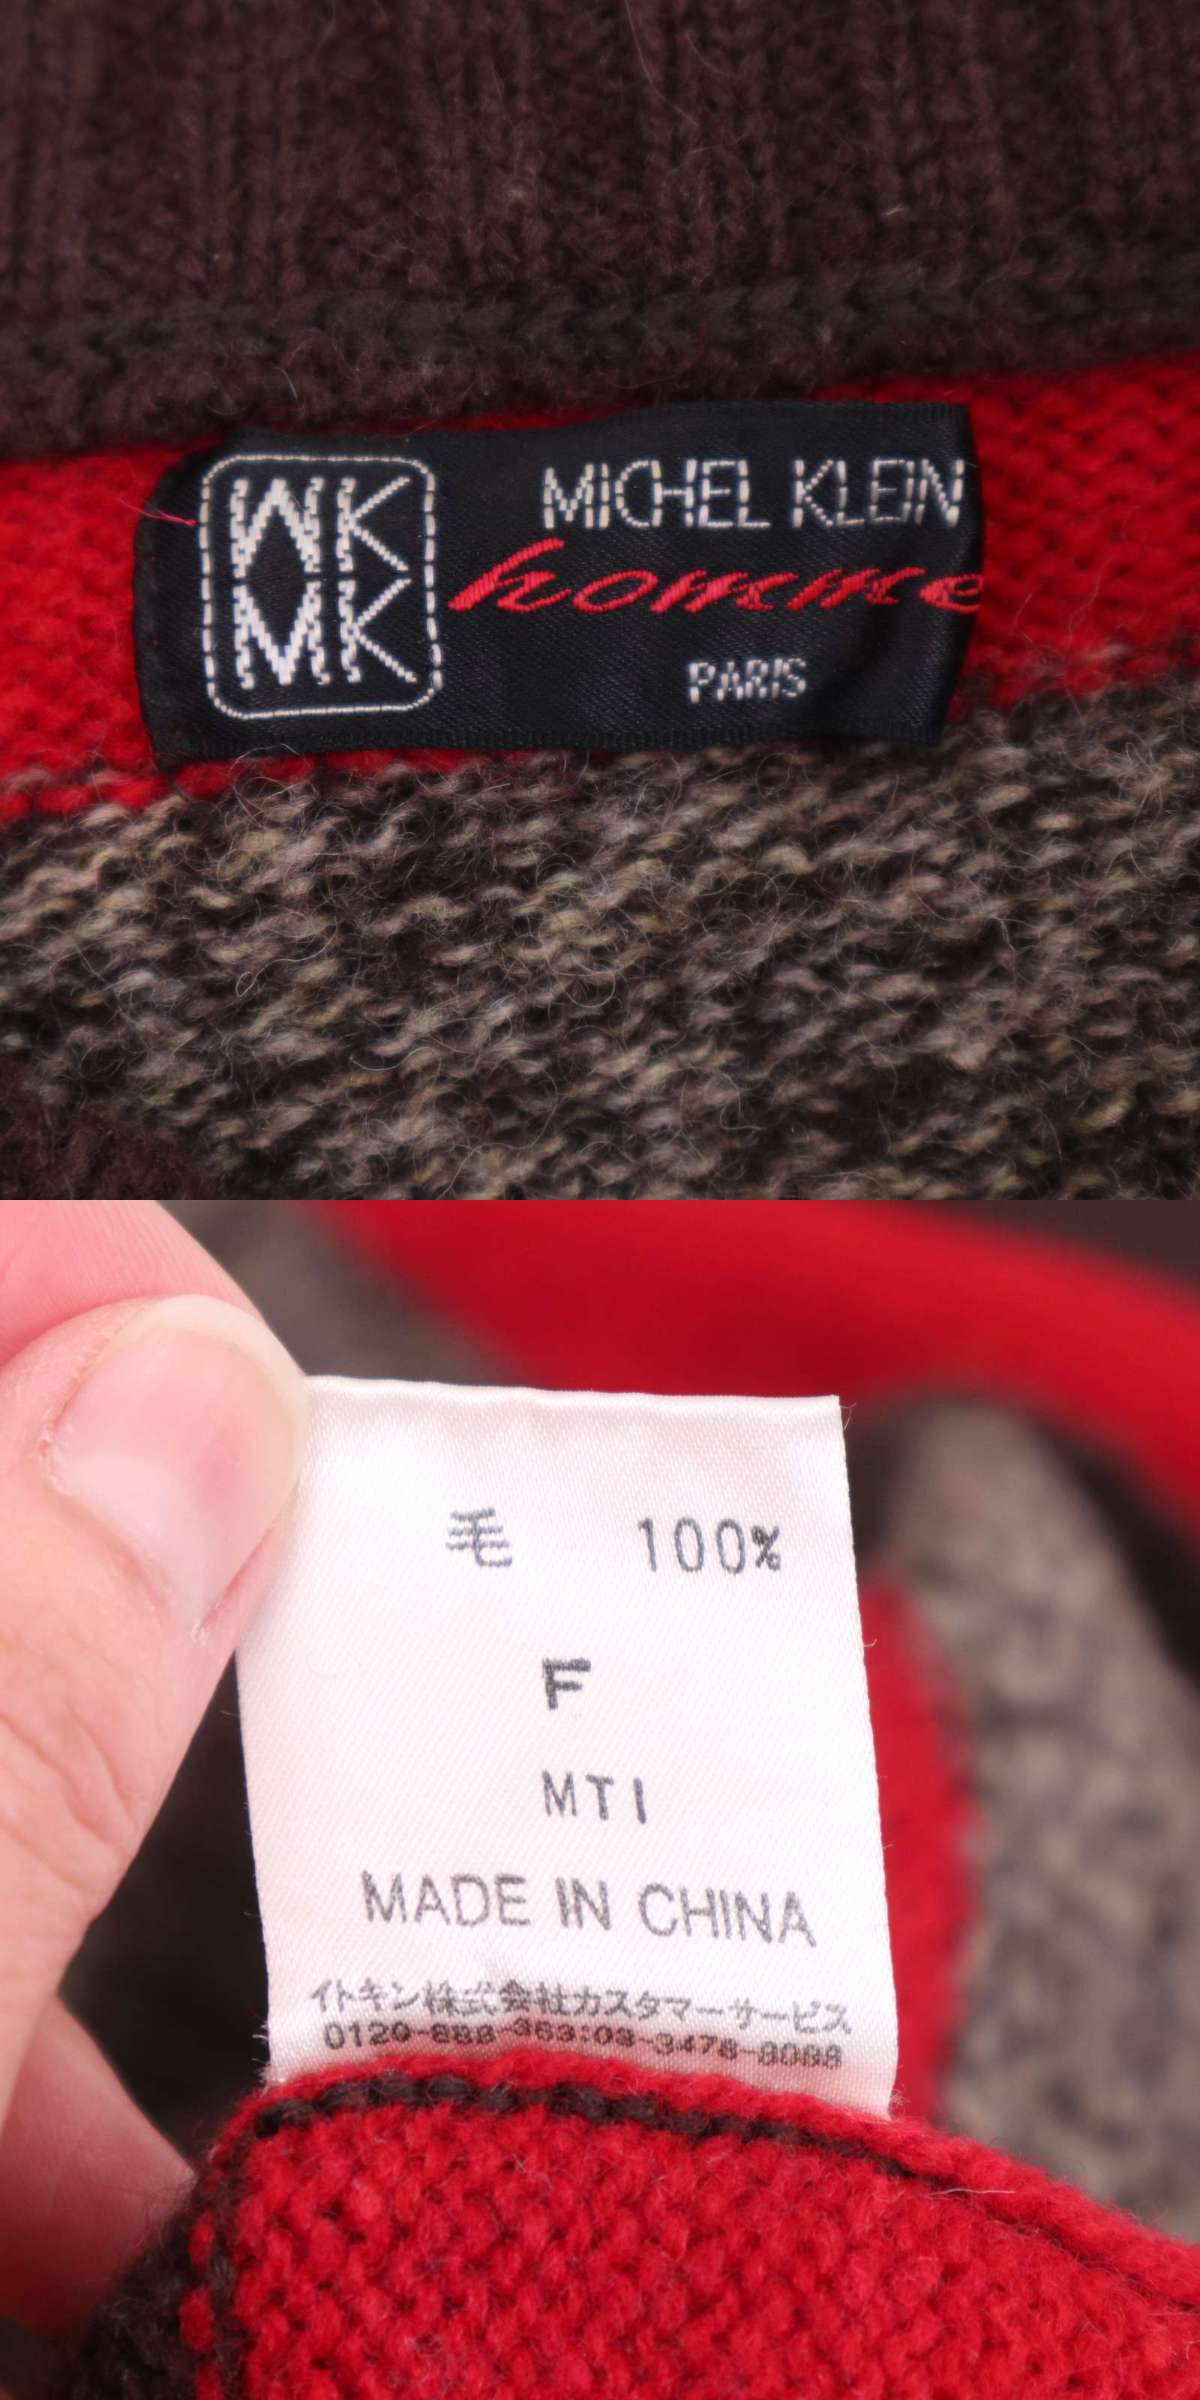 MK
MK
MICHEL KLEIN
homme
PARIS
毛 100%
F
MTI
MADE IN CHINA
イトキン株式会社カスタマーサービス
0120-888-363:03-3478-8088